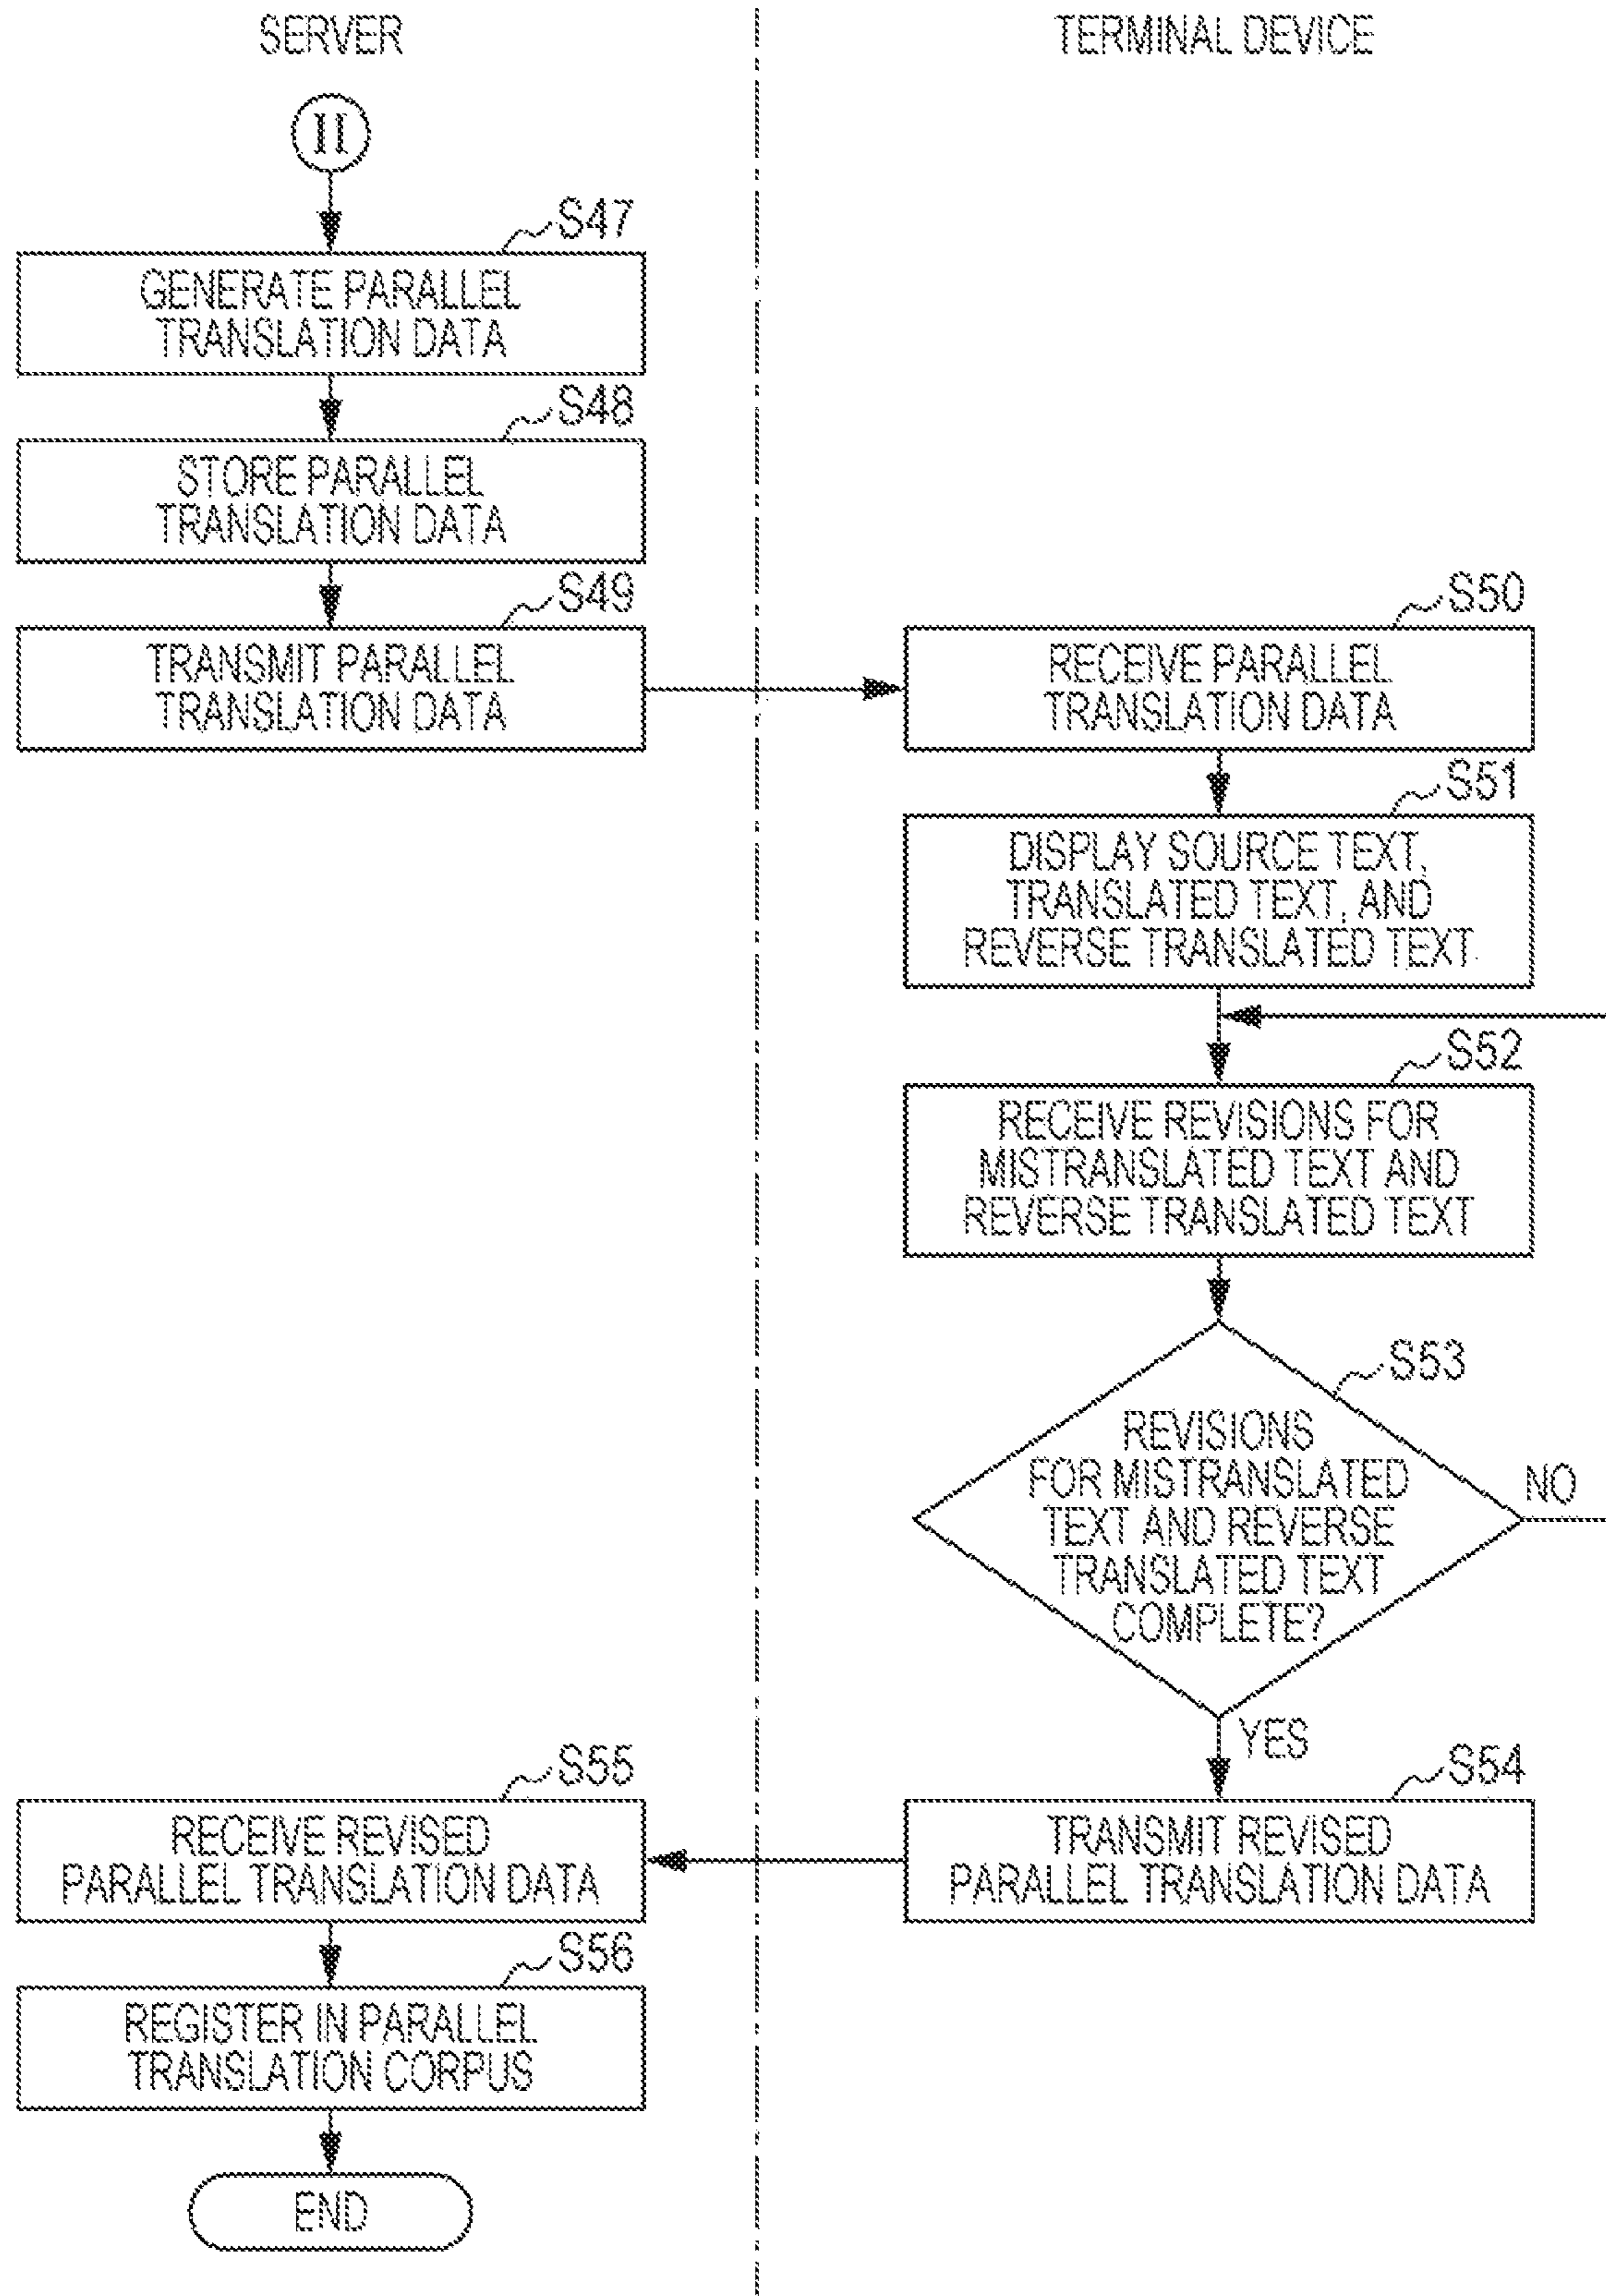 SERVER
TERMINAL DEVICE
II
S47
GENERATE PARALLEL
TRANSLATION DATA
S48
STORE PARALLEL
TRANSLATION DATA
S49
TRANSMIT PARALLEL
TRANSLATION DATA
S50
RECEIVE PARALLEL
TRANSLATION DATA
S51
DISPLAY SOURCE TEXT,
TRANSLATED TEXT, AND
REVERSE TRANSLATED TEXT
S52
RECEIVE REVISIONS FOR
MISTRANSLATED TEXT AND
REVERSE TRANSLATED TEXT
S53
REVISIONS
FOR MISTRANSLATED
TEXT AND REVERSE
TRANSLATED TEXT
COMPLETE?
NO
YES
S54
TRANSMIT REVISED
PARALLEL TRANSLATION DATA
S55
RECEIVE REVISED
PARALLEL TRANSLATION DATA
S56
REGISTER IN PARALLEL
TRANSLATION CORPUS
END